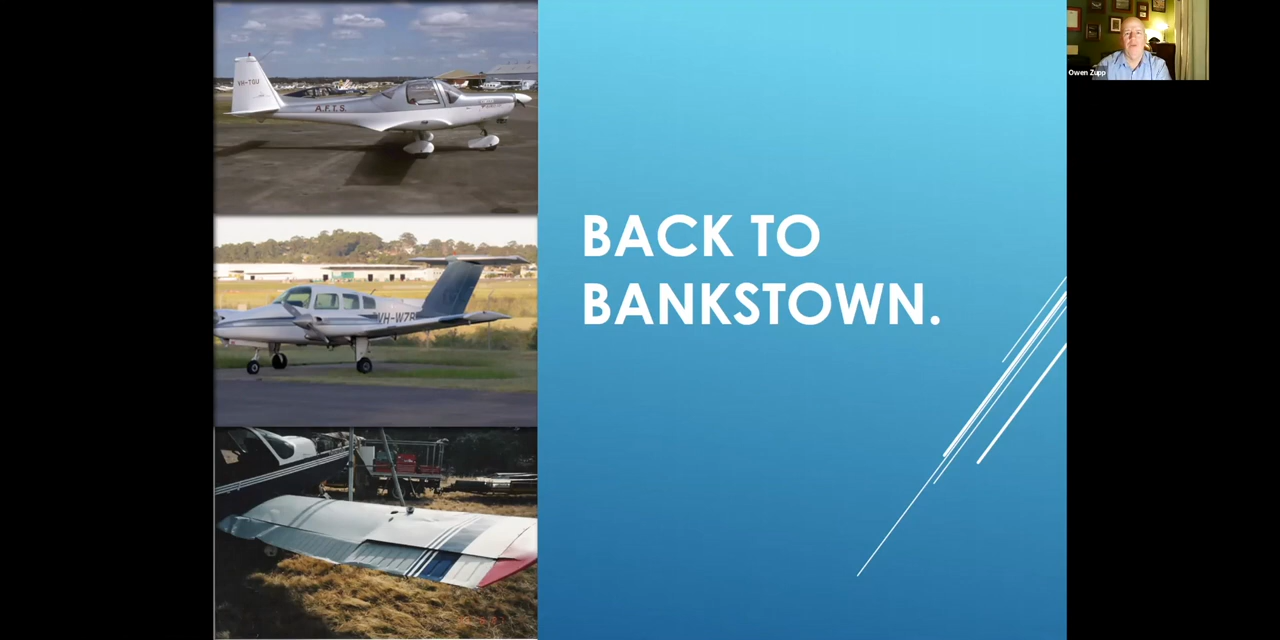 VH-TGU
A.F.T.S.
VH-WZB
BACK TO
BANKSTOWN.
Owen Zupp